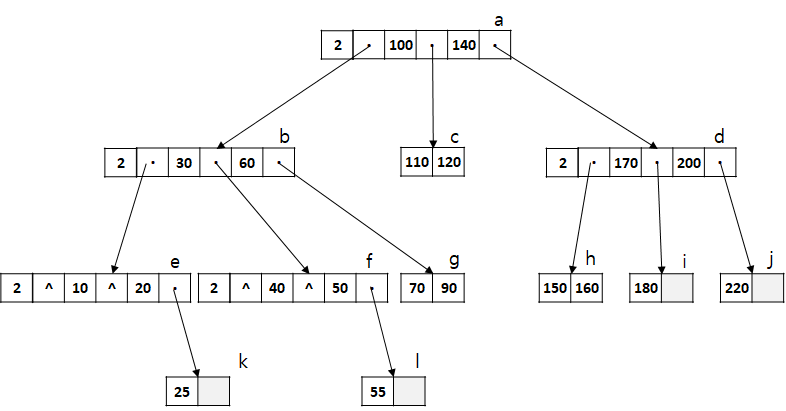 a
2 . 100 . 140 .
b c d
2 . 30 . 60 . 110 120 2 . 170 . 200 .
e f g h i j
2 ^ 10 ^ 20 . 2 ^ 40 ^ 50 . 70 90 150 160 180 220
k l
25 55